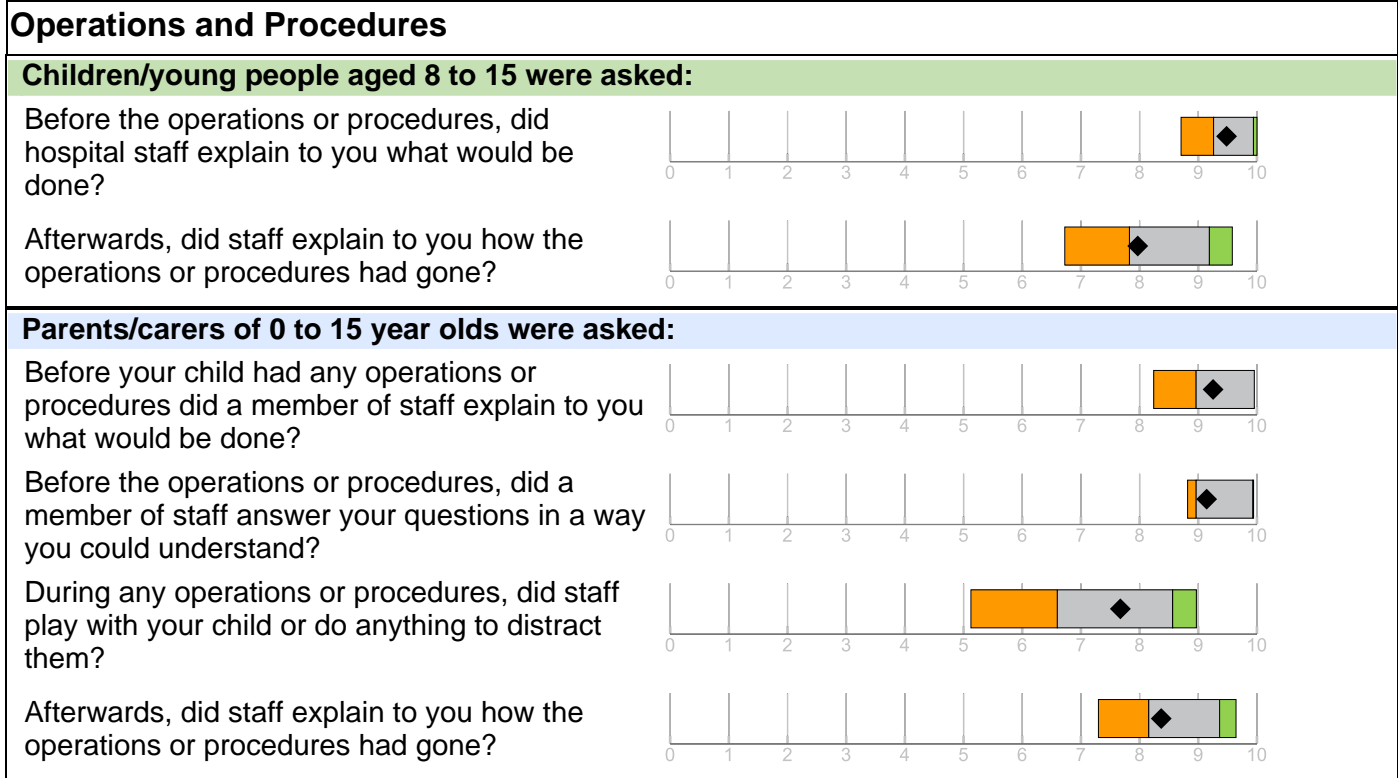 Operations and Procedures
Children/young people aged 8 to 15 were asked:
Before the operations or procedures, did
hospital staff explain to you what would be
done?
0 1 2 3 4 5 6 7 8 9 10
Afterwards, did staff explain to you how the
operations or procedures had gone?
0 1 2 3 4 5 6 7 8 9 10
Parents/carers of 0 to 15 year olds were asked:
Before your child had any operations or
procedures did a member of staff explain to you
what would be done?
0 1 2 3 4 5 6 7 8 9 10
Before the operations or procedures, did a
member of staff answer your questions in a way
you could understand?
0 1 2 3 4 5 6 7 8 9 10
During any operations or procedures, did staff
play with your child or do anything to distract
them?
0 1 2 3 4 5 6 7 8 9 10
Afterwards, did staff explain to you how the
operations or procedures had gone?
0 1 2 3 4 5 6 7 8 9 10